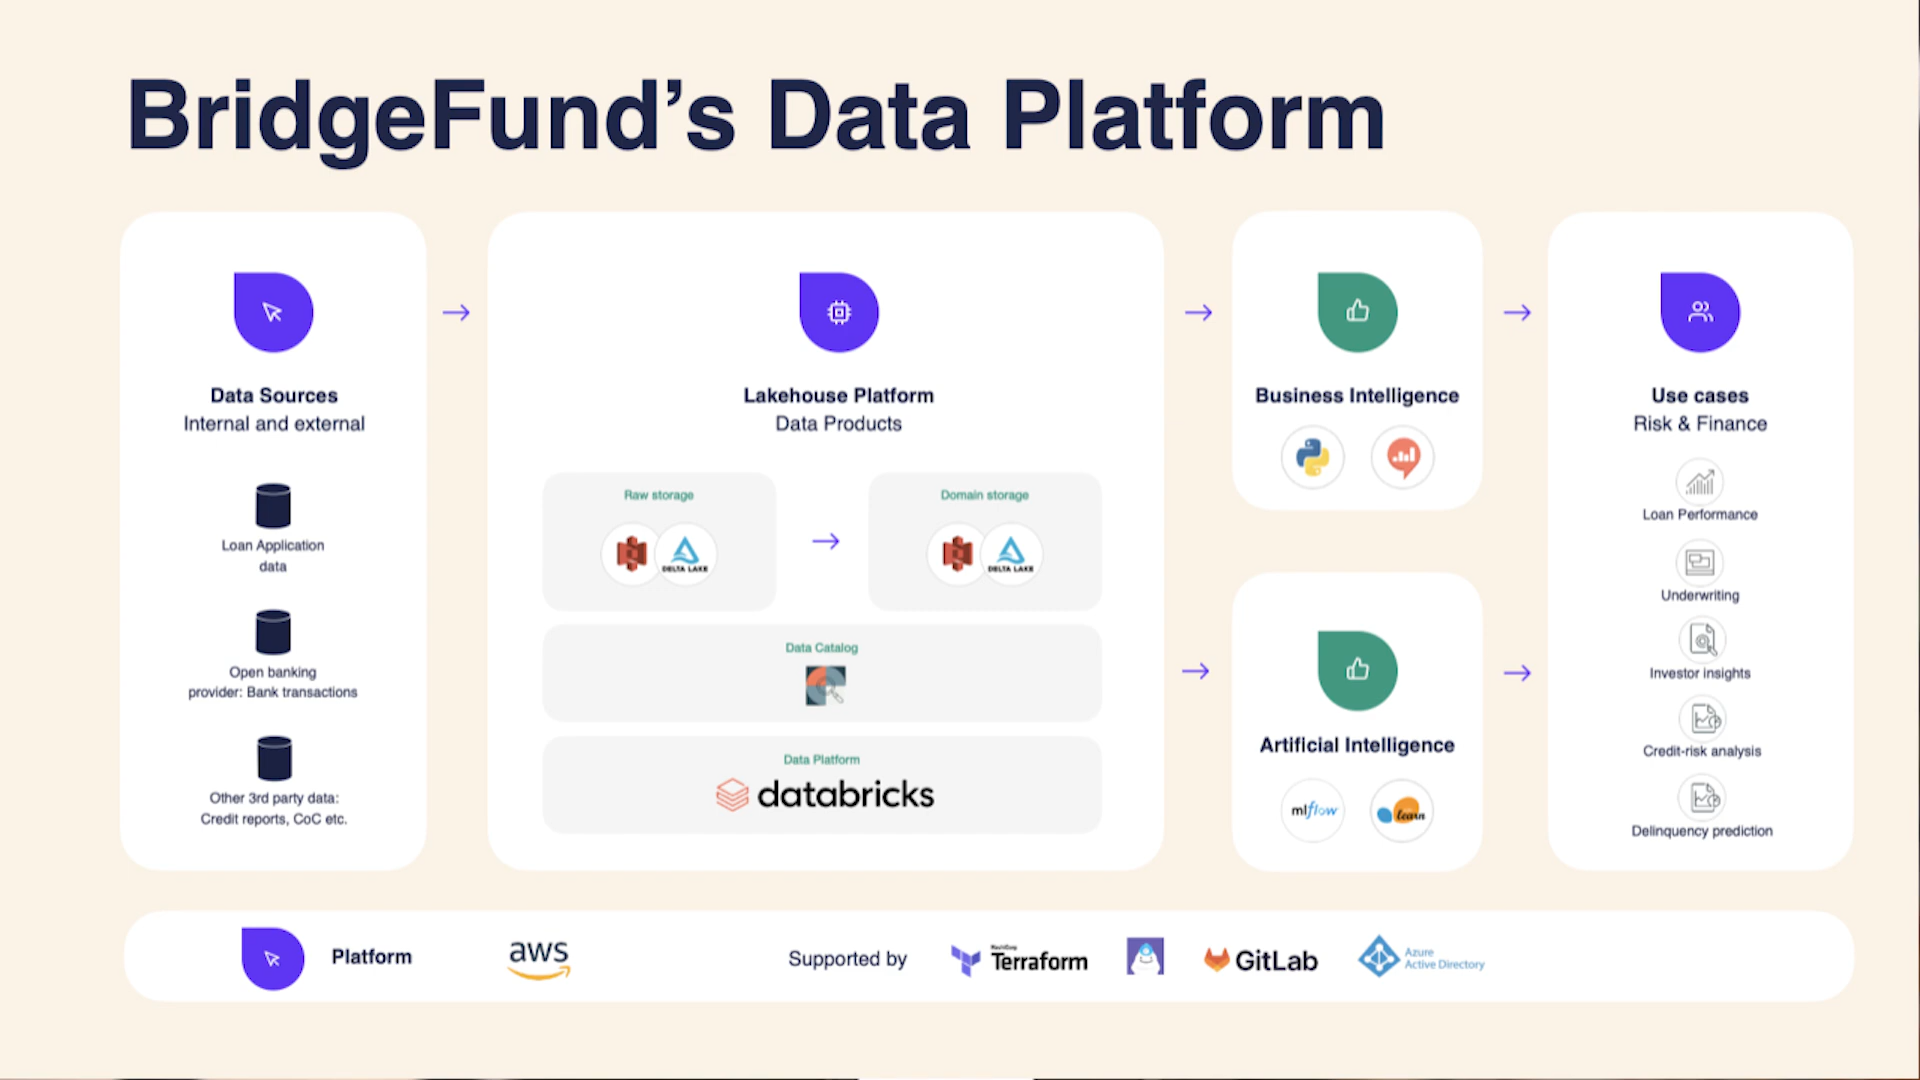 BridgeFund’s Data Platform
Data Sources
Internal and external
Loan Application
data
Open banking
provider: Bank transactions
Other 3rd party data:
Credit reports, CoC etc.
Lakehouse Platform
Data Products
Raw storage
DELTA LAKE
Domain storage
DELTA LAKE
Data Catalog
Data Platform
databricks
Business Intelligence
Artificial Intelligence
mlflow
learn
Use cases
Risk & Finance
Loan Performance
Underwriting
Investor insights
Credit-risk analysis
Delinquency prediction
Platform
aws
Supported by
HashiCorp
Terraform
GitLab
Azure
Active Directory